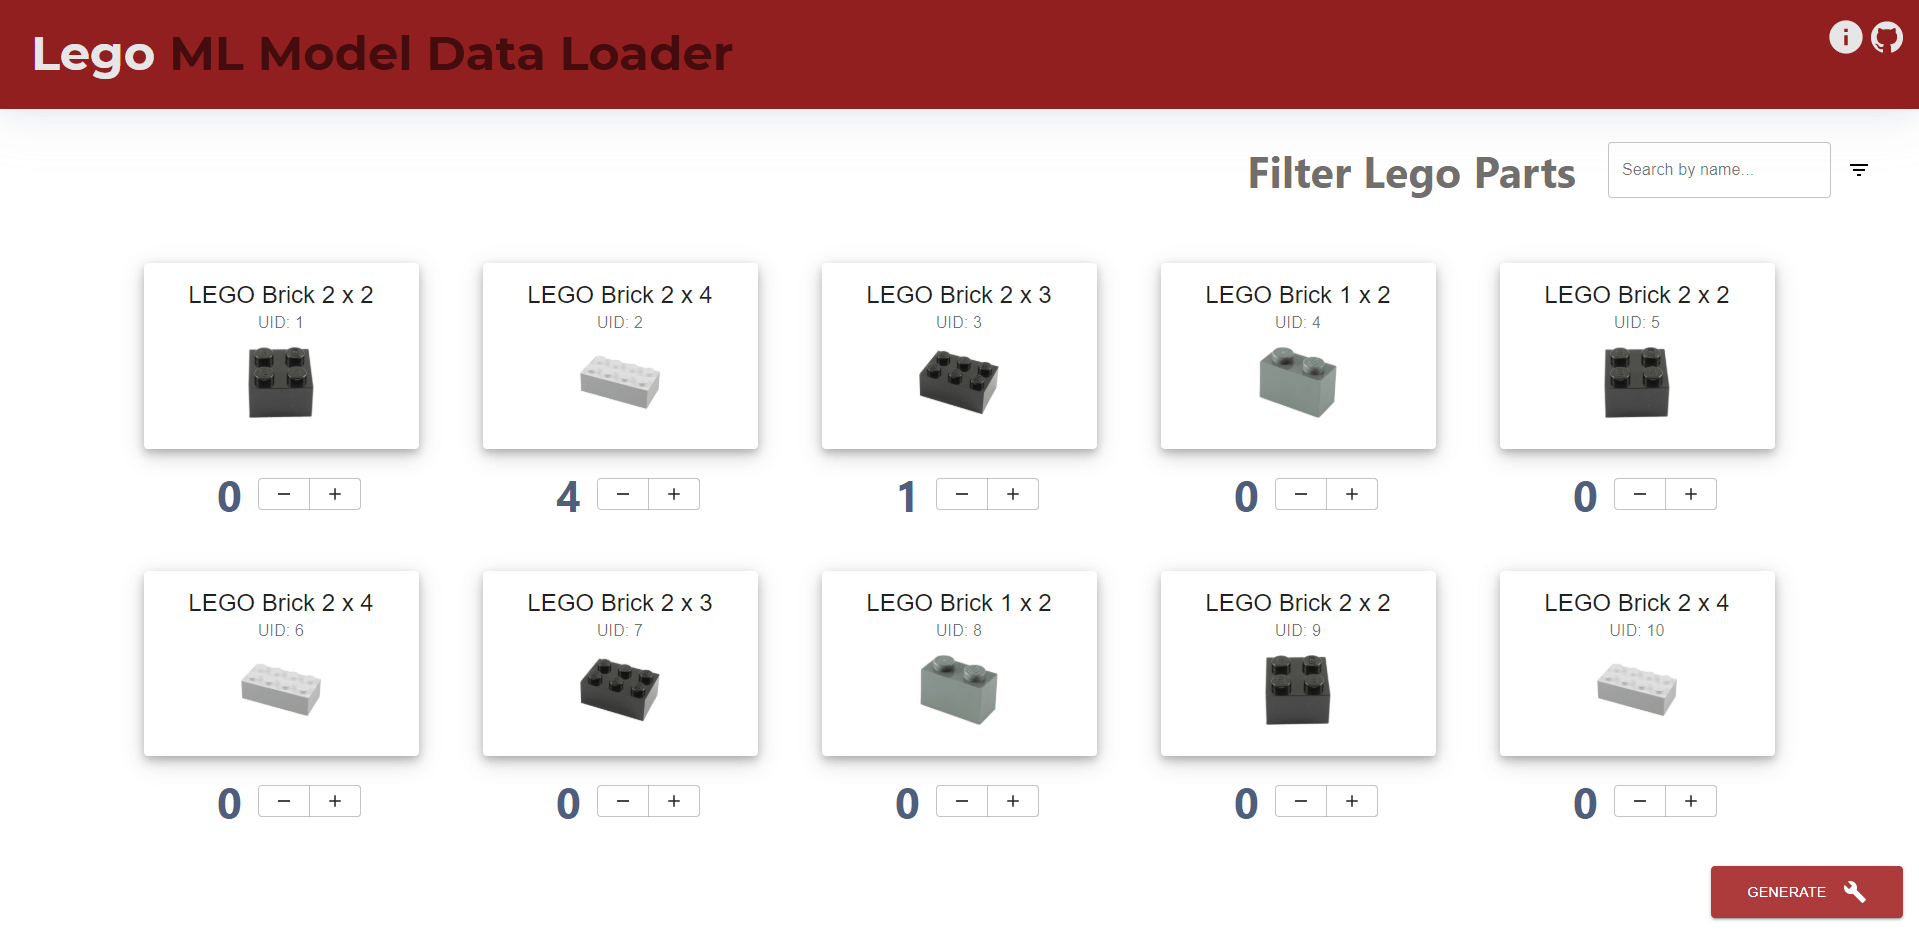 Lego ML Model Data Loader
Filter Lego Parts
Search by name...
LEGO Brick 2 x 2
UID: 1
LEGO Brick 2 x 4
UID: 2
LEGO Brick 2 x 3
UID: 3
LEGO Brick 1 x 2
UID: 4
LEGO Brick 2 x 2
UID: 5
0 − +
4 − +
1 − +
0 − +
0 − +
LEGO Brick 2 x 4
UID: 6
LEGO Brick 2 x 3
UID: 7
LEGO Brick 1 x 2
UID: 8
LEGO Brick 2 x 2
UID: 9
LEGO Brick 2 x 4
UID: 10
0 − +
0 − +
0 − +
0 − +
0 − +
GENERATE